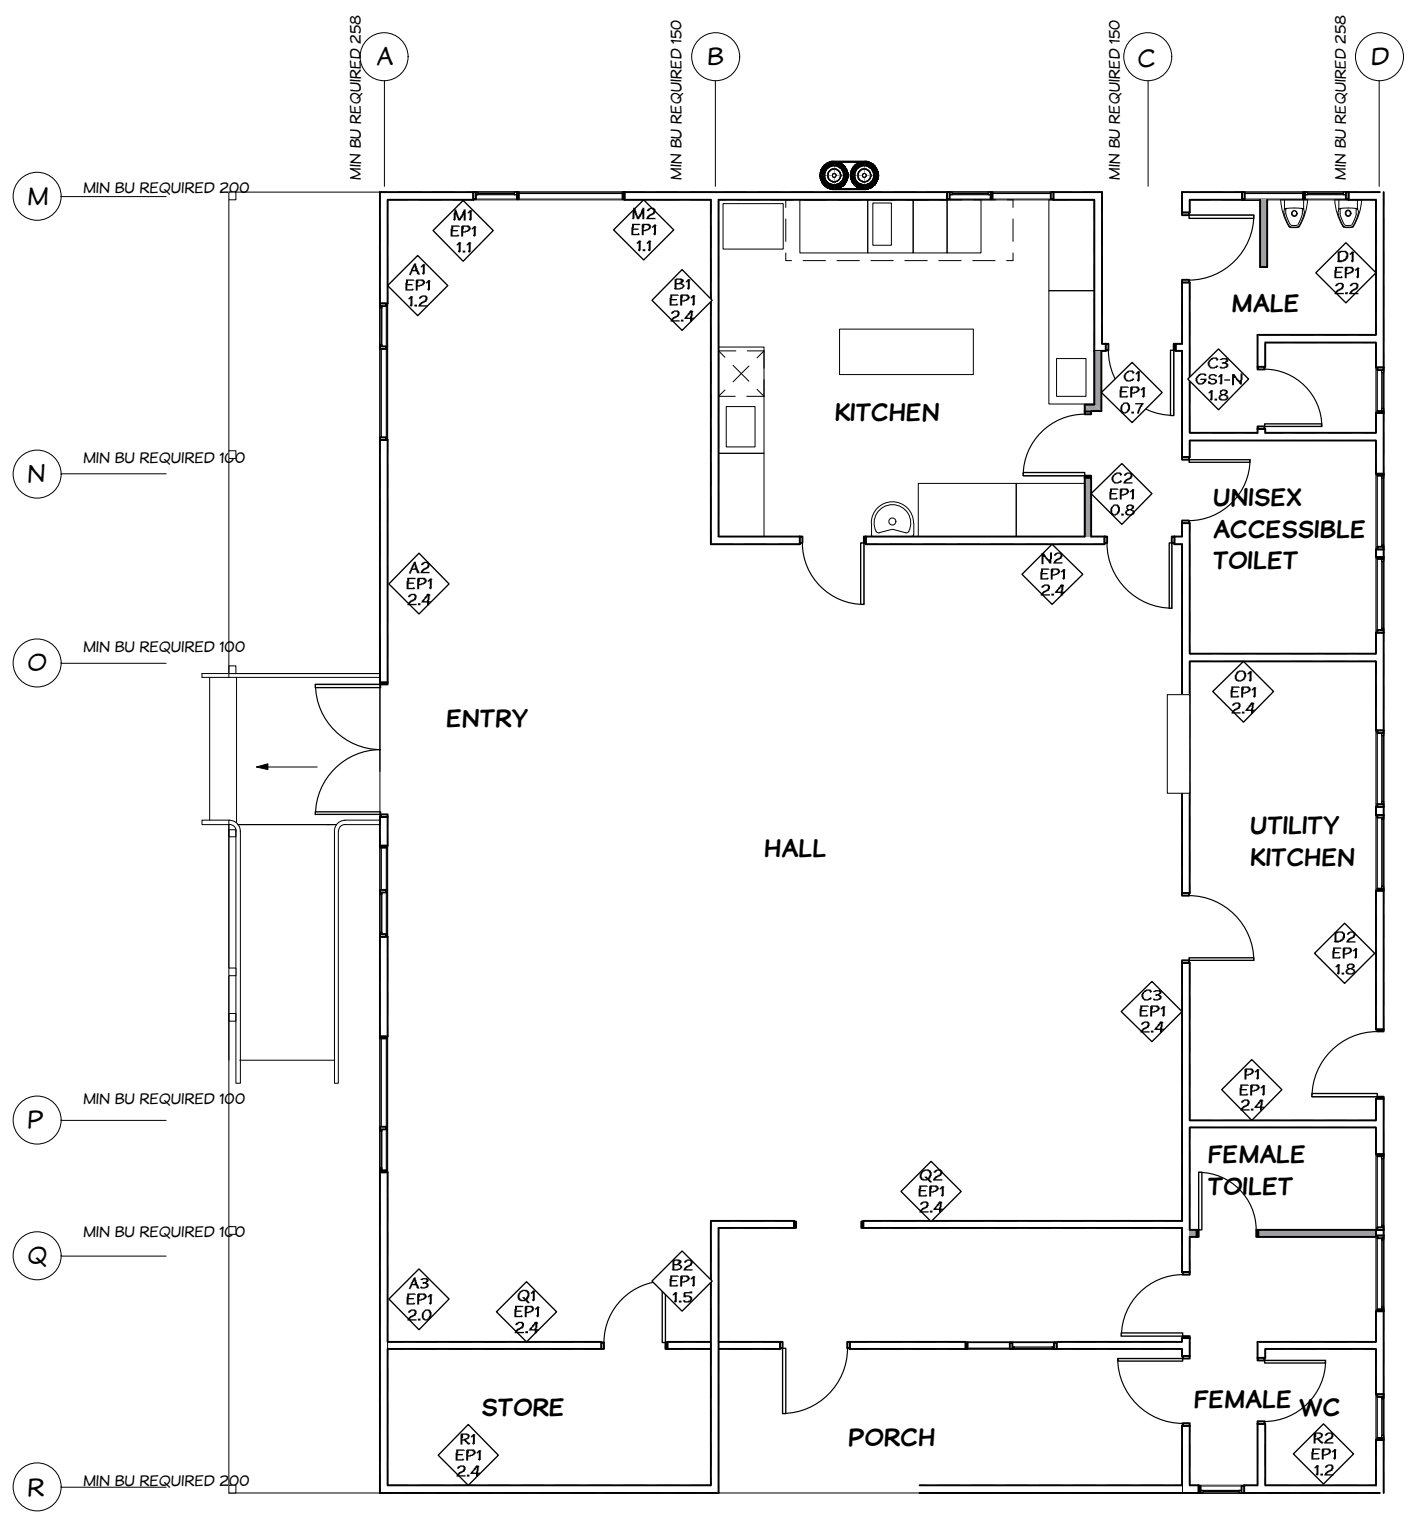 MIN BU REQUIRED 258
A
MIN BU REQUIRED 150
B
MIN BU REQUIRED 150
C
MIN BU REQUIRED 258
D
M
MIN BU REQUIRED 200
M1
EP1
1.1
M2
EP1
1.1
A1
EP1
1.2
B1
EP1
2.4
D1
EP1
2.2
MALE
C3
GS1-N
1.8
C1
EP1
0.7
KITCHEN
N
MIN BU REQUIRED 100
C2
EP1
0.8
UNISEX
ACCESSIBLE
TOILET
A2
EP1
2.4
N2
EP1
2.4
O
MIN BU REQUIRED 100
O1
EP1
2.4
ENTRY
HALL
UTILITY
KITCHEN
D2
EP1
1.8
C3
EP1
2.4
P
MIN BU REQUIRED 100
P1
EP1
2.4
FEMALE
TOILET
Q2
EP1
2.4
Q
MIN BU REQUIRED 100
A3
EP1
2.0
Q1
EP1
2.4
B2
EP1
1.5
STORE
PORCH
FEMALE
WC
R1
EP1
2.4
R2
EP1
1.2
R
MIN BU REQUIRED 200